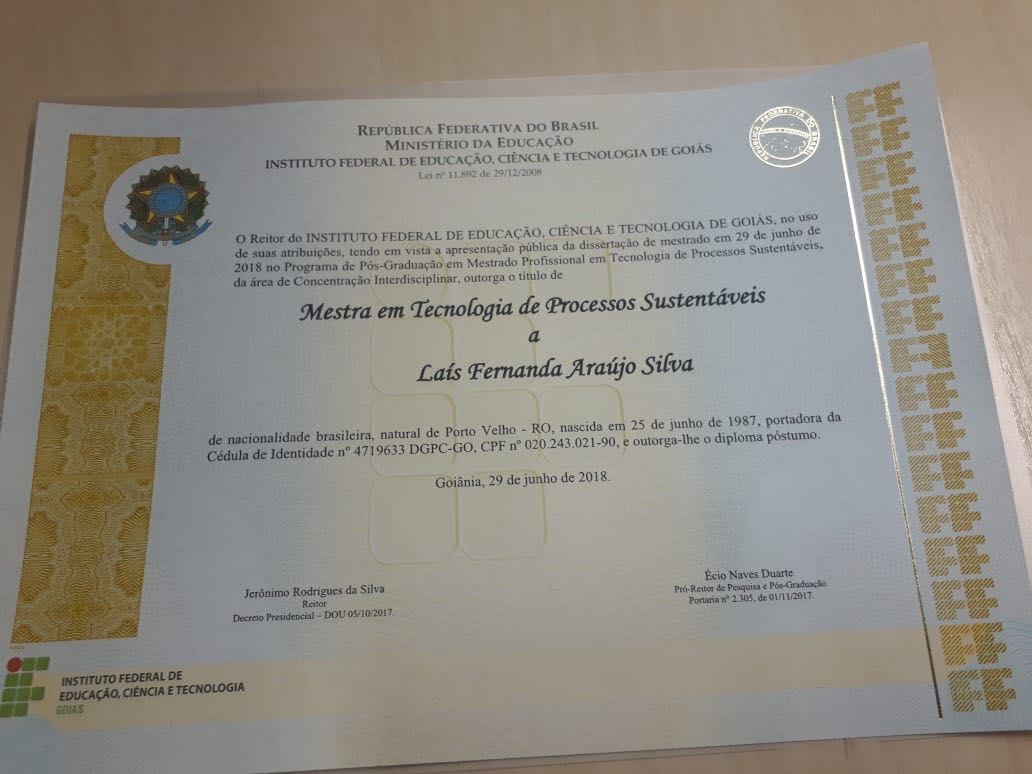 REPÚBLICA FEDERATIVA DO BRASIL
MINISTÉRIO DA EDUCAÇÃO
INSTITUTO FEDERAL DE EDUCAÇÃO, CIÊNCIA E TECNOLOGIA DE GOIÁS
Lei nº 11.892 de 29/12/2008
REPÚBLICA FEDERATIVA DO BRASIL
O Reitor do INSTITUTO FEDERAL DE EDUCAÇÃO, CIÊNCIA E TECNOLOGIA DE GOIÁS, no uso
de suas atribuições, tendo em vista a apresentação pública da dissertação de mestrado em 29 de junho de
2018 no Programa de Pós-Graduação em Mestrado Profissional em Tecnologia de Processos Sustentáveis,
da área de Concentração Interdisciplinar, outorga o título de
Mestra em Tecnologia de Processos Sustentáveis
a
Laís Fernanda Araújo Silva
de nacionalidade brasileira, natural de Porto Velho - RO, nascida em 25 de junho de 1987, portadora da
Cédula de Identidade nº 4719633 DGPC-GO, CPF nº 020.243.021-90, e outorga-lhe o diploma póstumo.
Goiânia, 29 de junho de 2018.
Jerônimo Rodrigues da Silva
Reitor
Decreto Presidencial – DOU 05/10/2017.
Écio Naves Duarte
Pró-Reitor de Pesquisa e Pós-Graduação
Portaria nº 2.305, de 01/11/2017.
INSTITUTO FEDERAL DE
EDUCAÇÃO, CIÊNCIA E TECNOLOGIA
GOIÁS